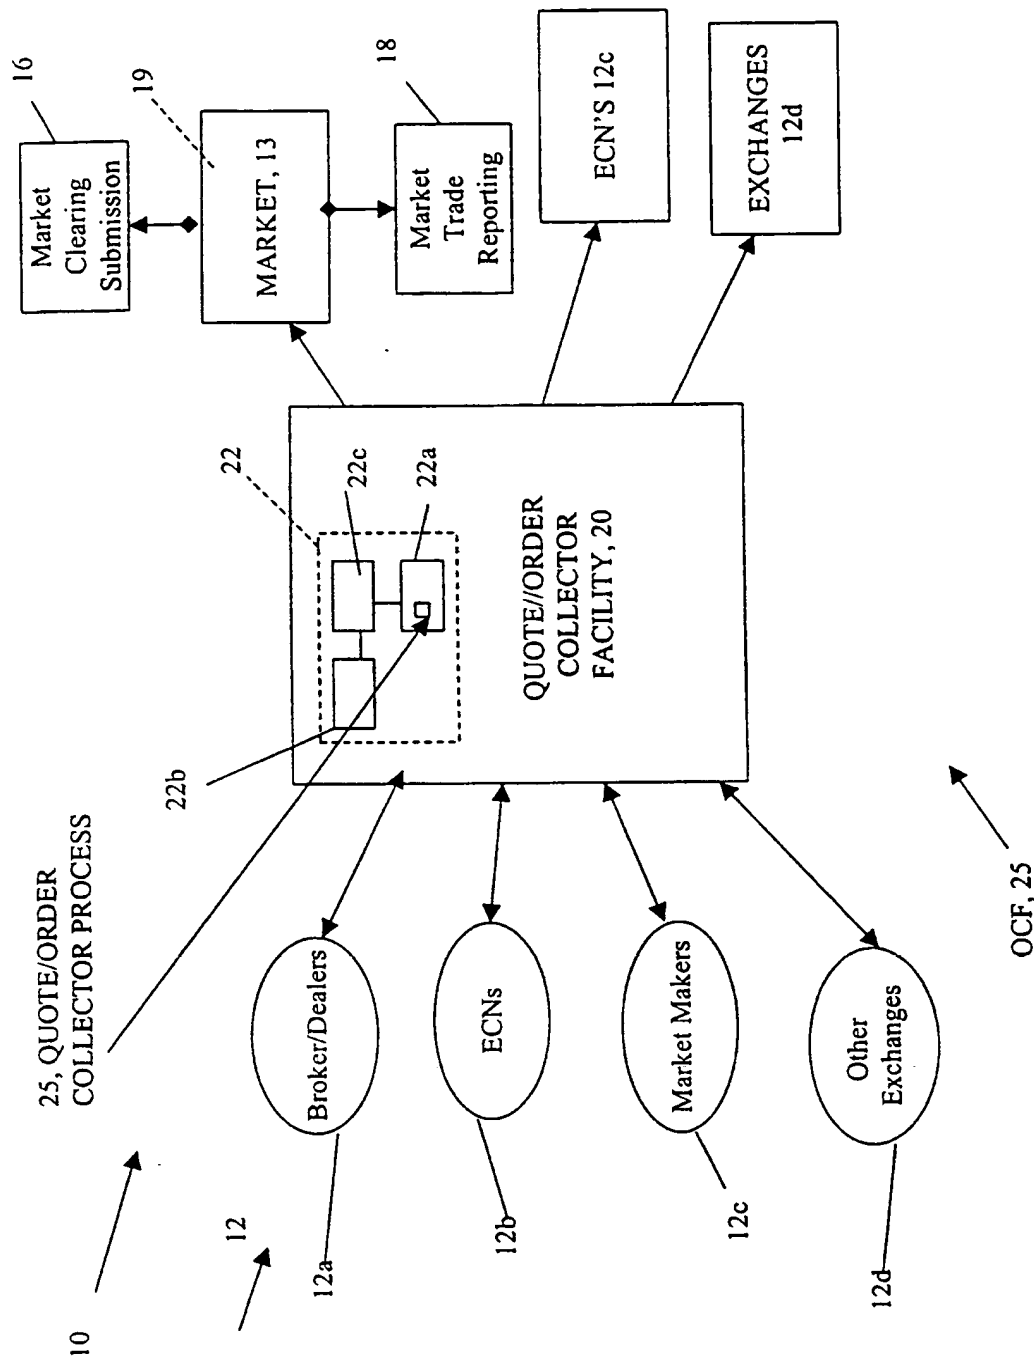 10
25, QUOTE/ORDER
COLLECTOR PROCESS
12
12a
Broker/Dealers
12b
ECNs
12c
Market Makers
12d
Other
Exchanges
OCF, 25
22b
22
22c
22a
QUOTE//ORDER
COLLECTOR
FACILITY, 20
16
Market
Clearing
Submission
19
MARKET, 13
18
Market
Trade
Reporting
ECN'S 12c
EXCHANGES
12d